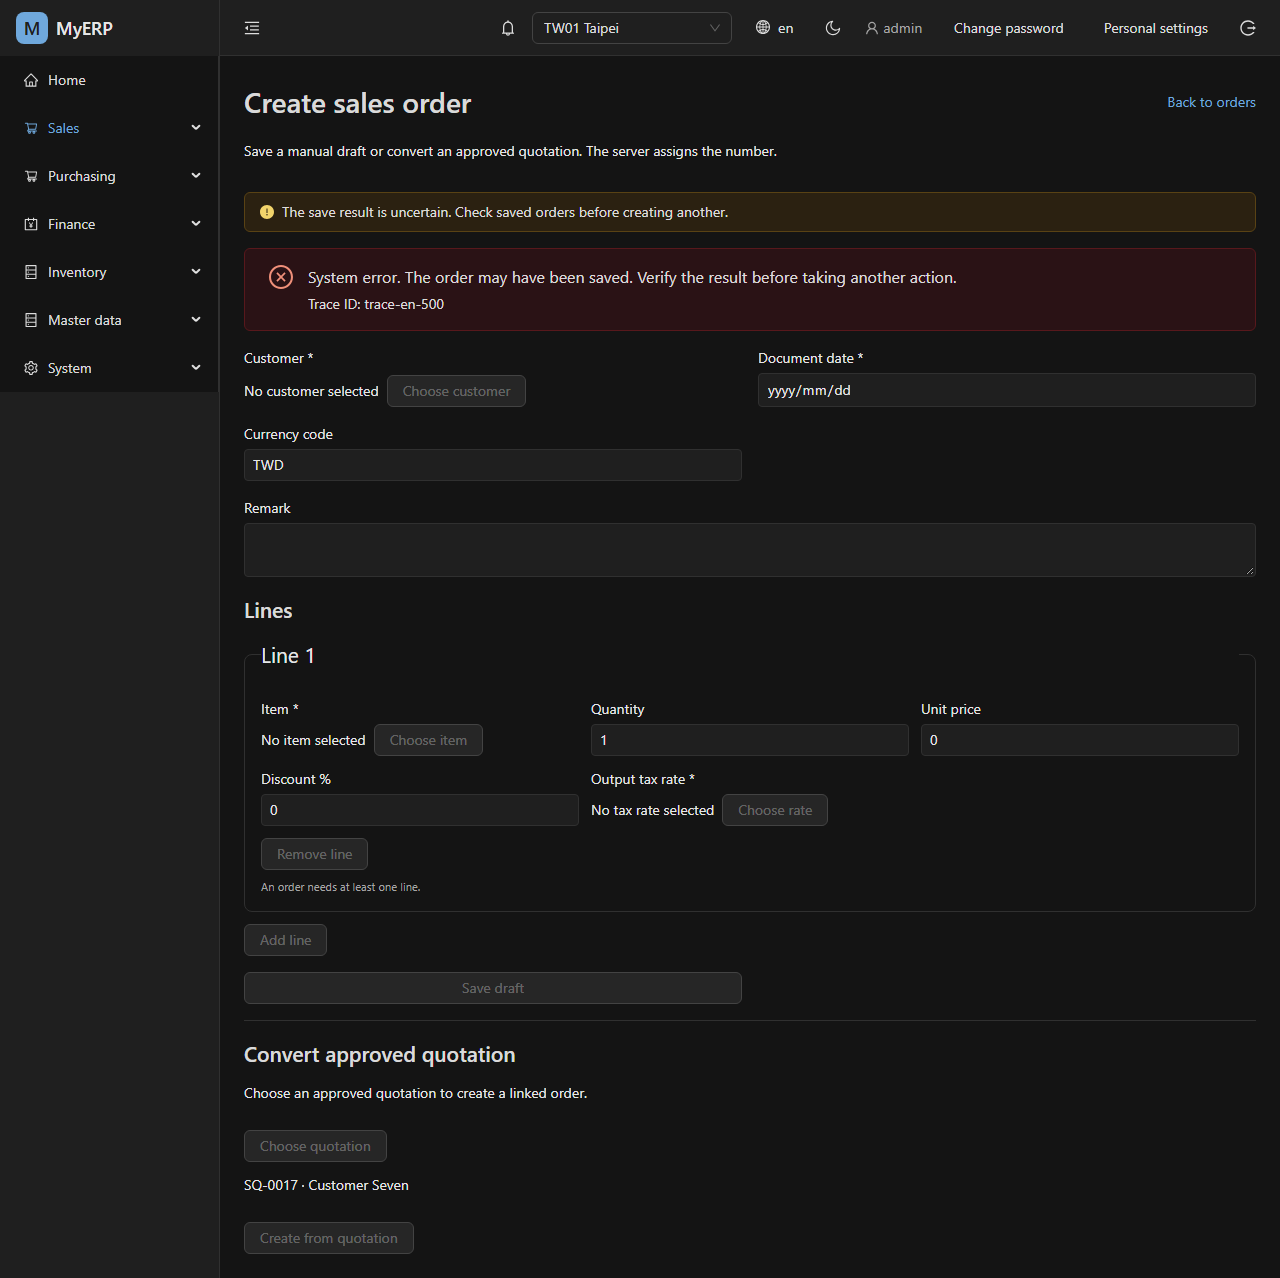 M MyERP
TW01 Taipei
en
admin
Change password
Personal settings
Home
Sales
Purchasing
Finance
Inventory
Master data
System
Create sales order
Back to orders
Save a manual draft or convert an approved quotation. The server assigns the number.
The save result is uncertain. Check saved orders before creating another.
System error. The order may have been saved. Verify the result before taking another action.
Trace ID: trace-en-500
Customer *
No customer selected
Choose customer
Document date *
yyyy/mm/dd
Currency code
TWD
Remark
Lines
Line 1
Item *
No item selected
Choose item
Quantity
1
Unit price
0
Discount %
0
Output tax rate *
No tax rate selected
Choose rate
Remove line
An order needs at least one line.
Add line
Save draft
Convert approved quotation
Choose an approved quotation to create a linked order.
Choose quotation
SQ-0017 · Customer Seven
Create from quotation